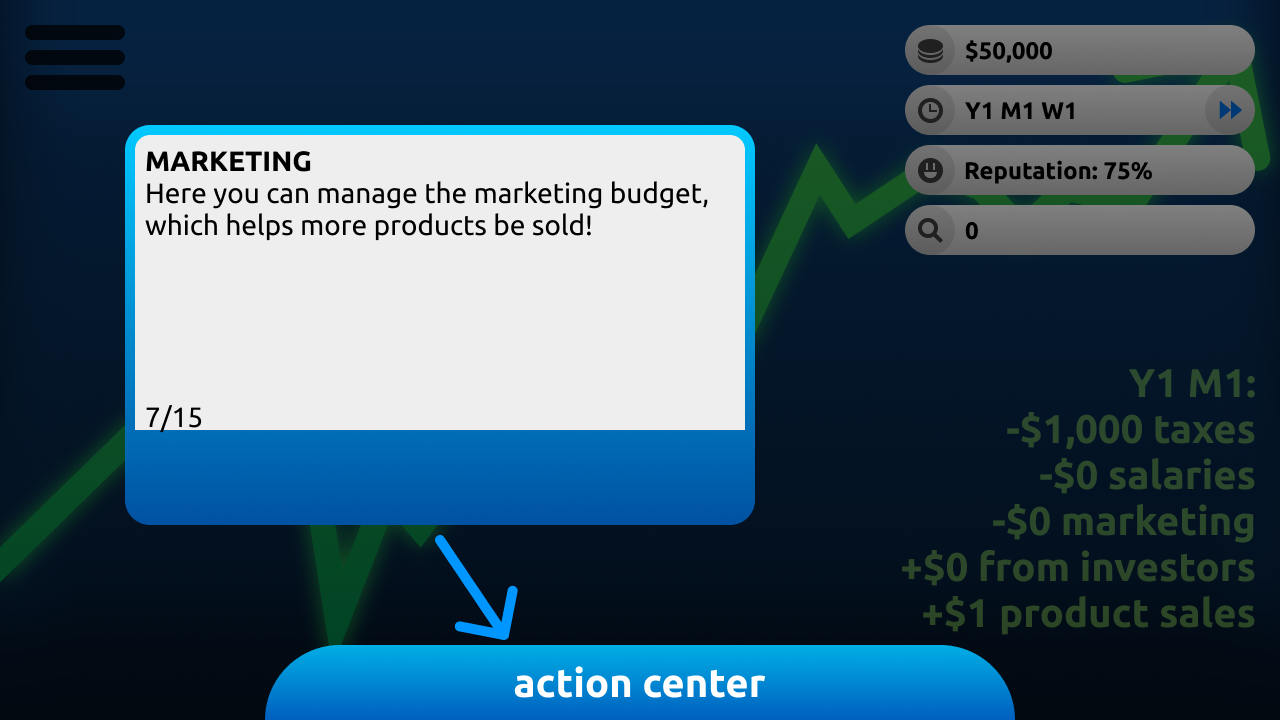 MARKETING
Here you can manage the marketing budget,
which helps more products be sold!
7/15
$50,000
Y1 M1 W1
Reputation: 75%
0
Y1 M1:
-$1,000 taxes
-$0 salaries
-$0 marketing
+$0 from investors
+$1 product sales
action center